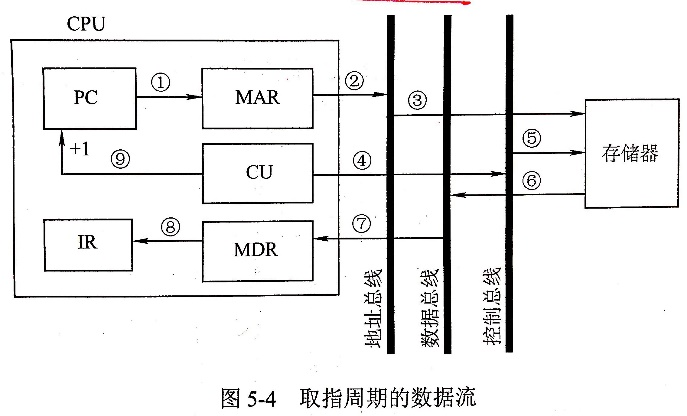 CPU
PC
①
MAR
②
③
+1
⑨
CU
④
⑤
存储器
⑥
IR
⑧
MDR
⑦
地址总线
数据总线
控制总线
图 5-4 取指周期的数据流